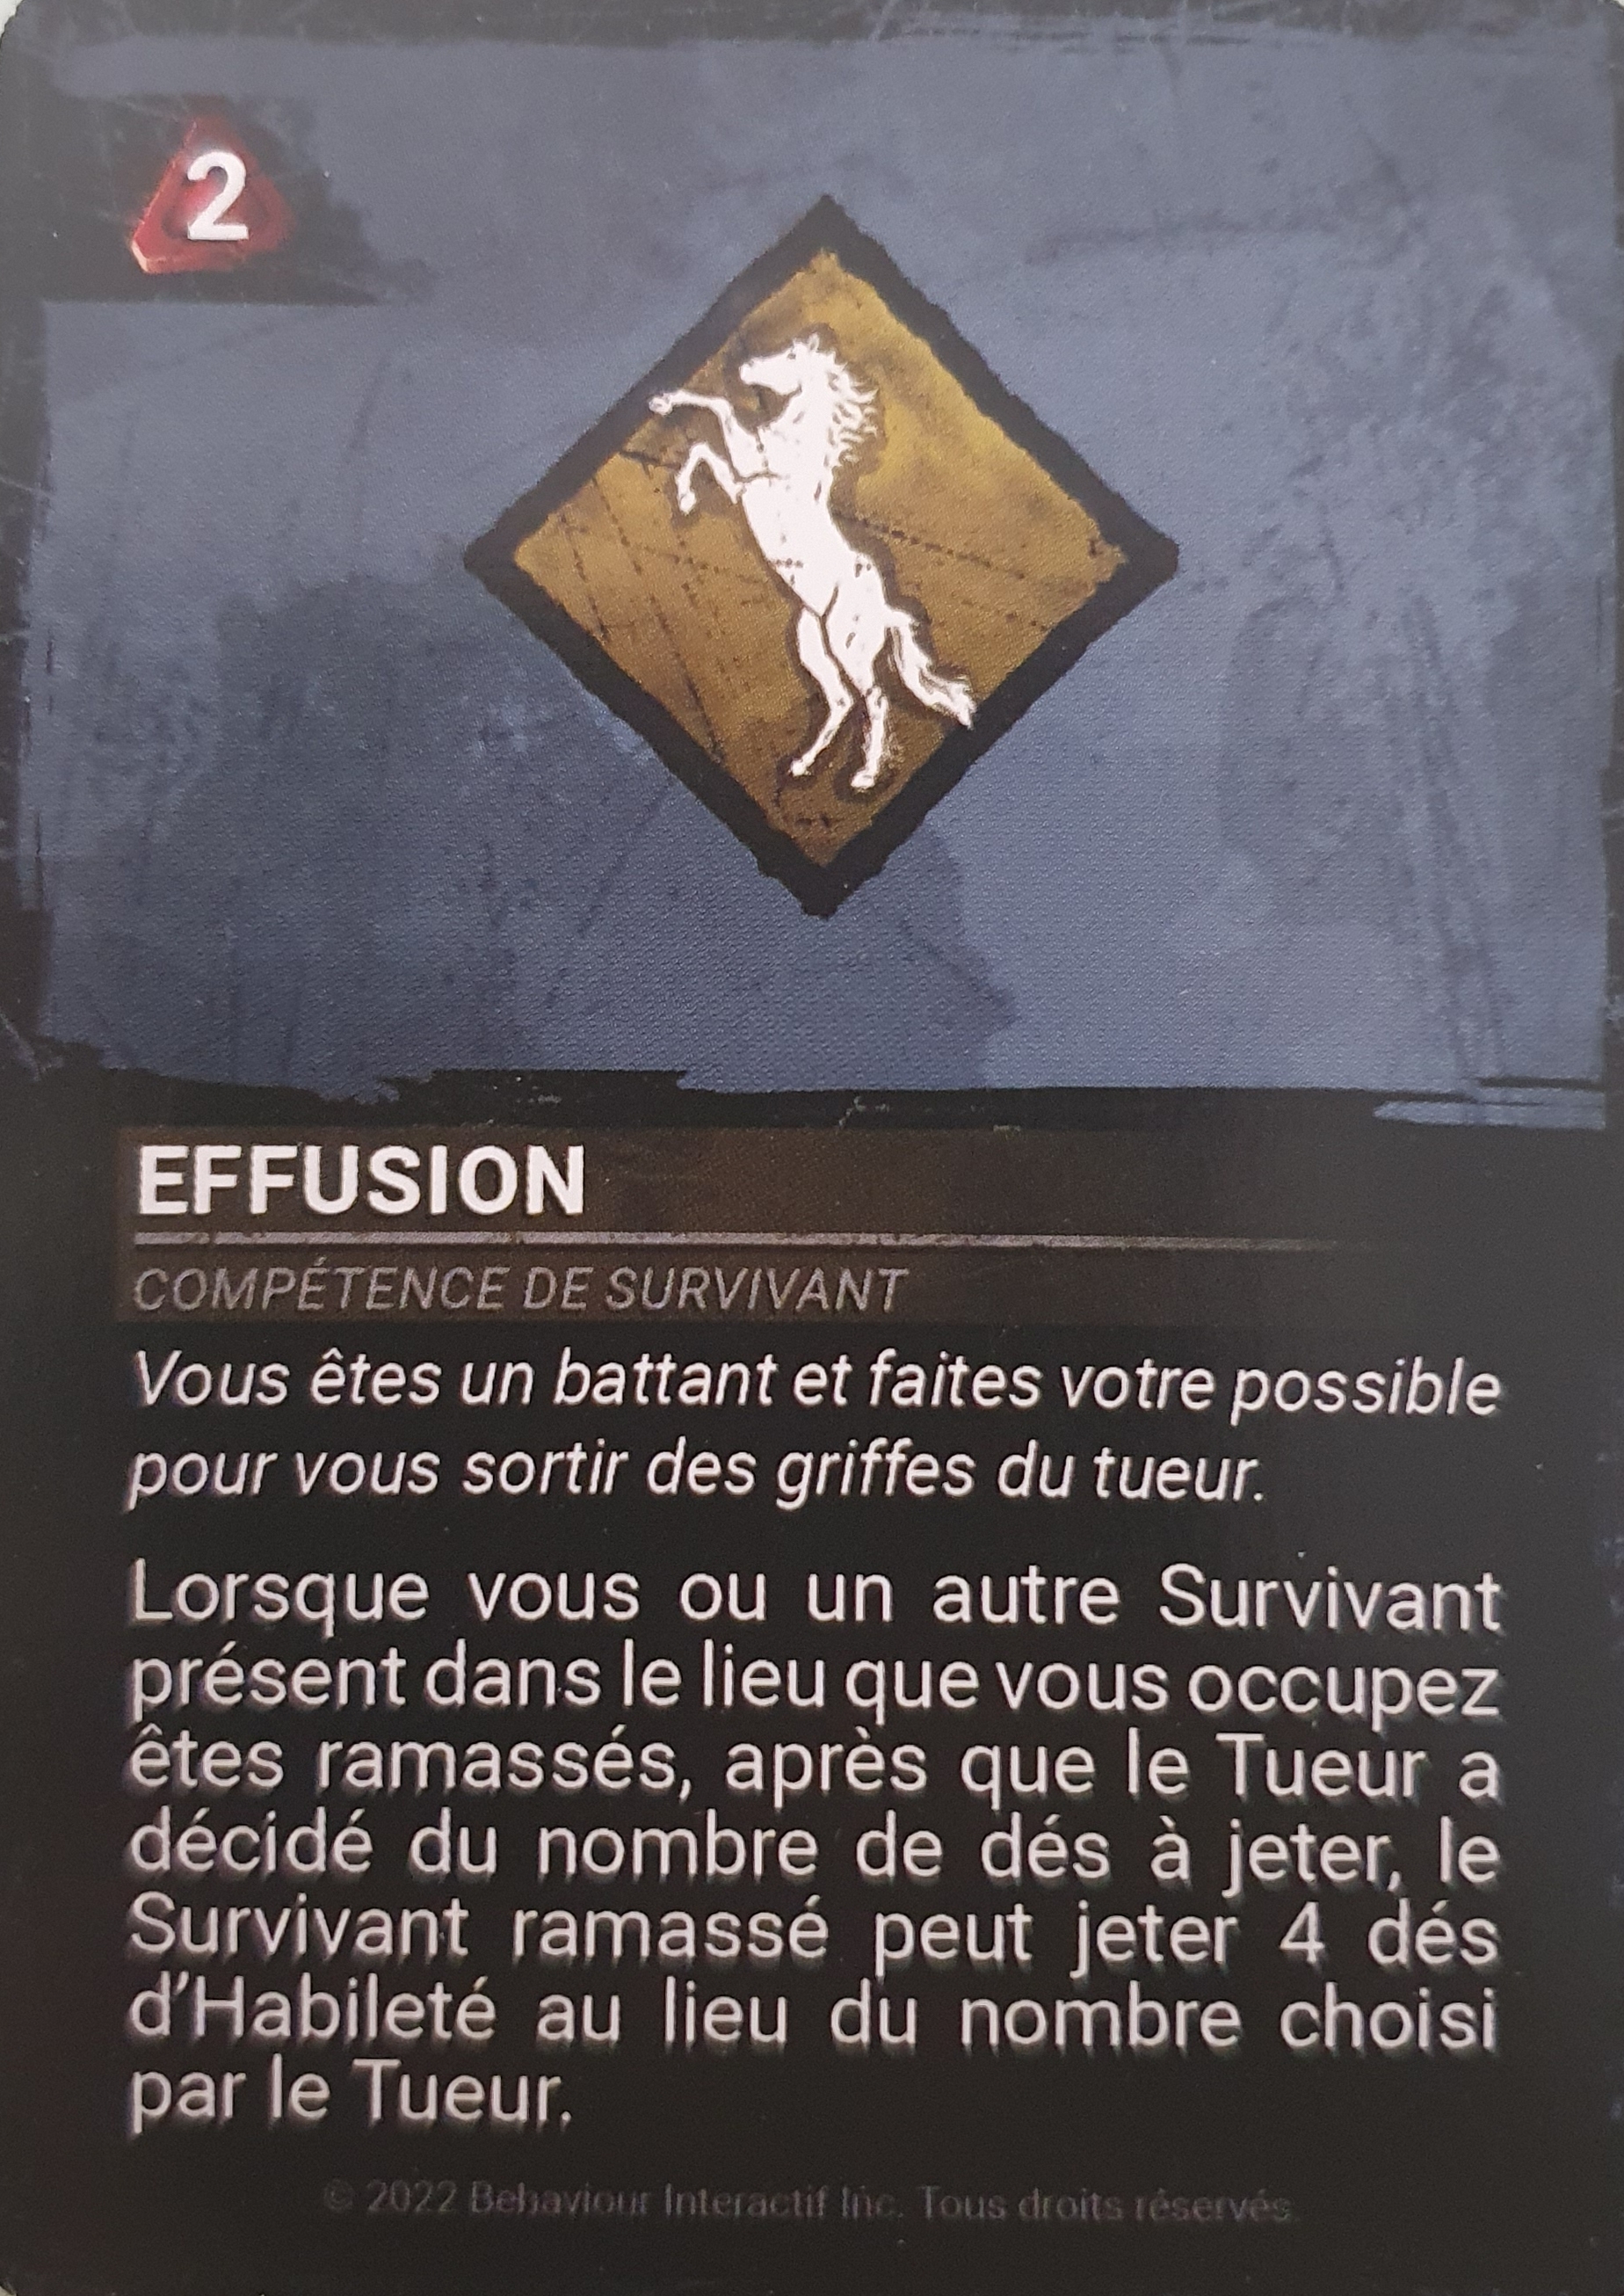 2
EFFUSION
COMPÉTENCE DE SURVIVANT
Vous êtes un battant et faites votre possible
pour vous sortir des griffes du tueur.
Lorsque vous ou un autre Survivant
présent dans le lieu que vous occupez
êtes ramassés, après que le Tueur a
décidé du nombre de dés à jeter, le
Survivant ramassé peut jeter 4 dés
d'Habileté au lieu du nombre choisi
par le Tueur.
© 2022 Behaviour Interactif Inc. Tous droits réservés.